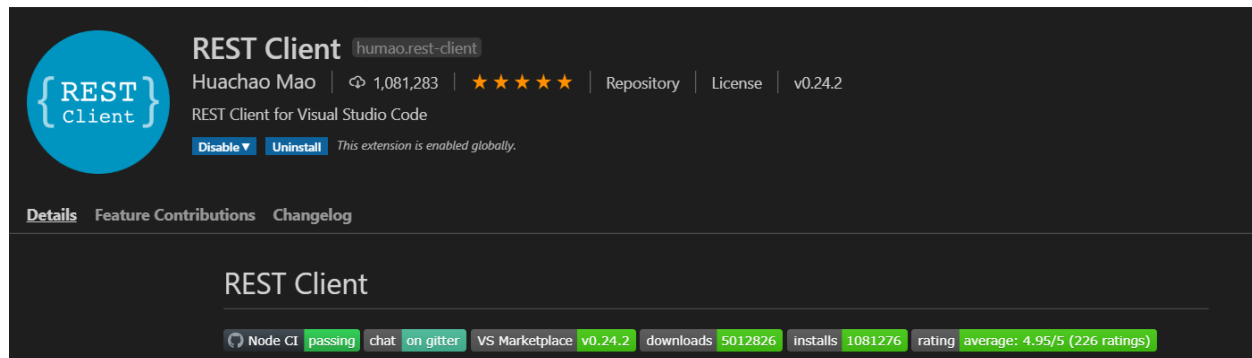 { REST }
Client
REST Client humao.rest-client
Huachao Mao 1,081,283 ★★★★★ Repository License v0.24.2
REST Client for Visual Studio Code
Disable▼ Uninstall This extension is enabled globally.
Details Feature Contributions Changelog
REST Client
Node CI passing chat on gitter VS Marketplace v0.24.2 downloads 5012826 installs 1081276 rating average: 4.95/5 (226 ratings)